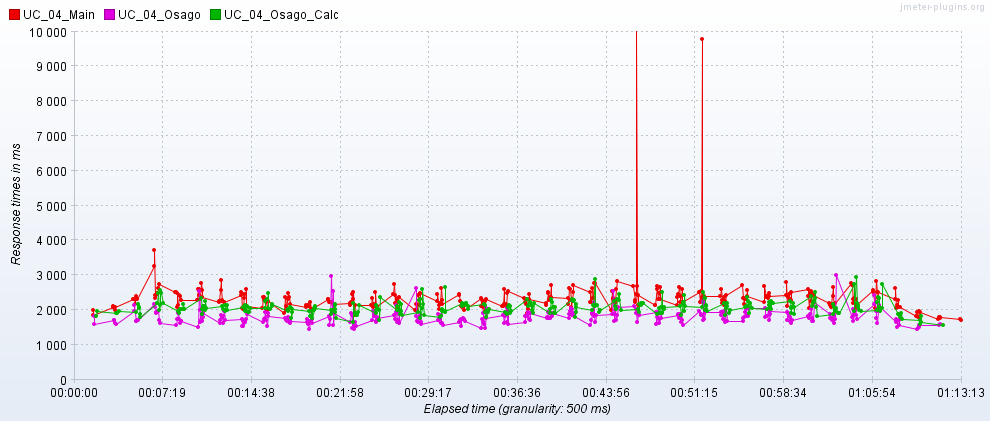 UC_04_Main UC_04_Osago UC_04_Osago_Calc
jmeter-plugins.org
10 000
9 000
8 000
7 000
6 000
5 000
4 000
3 000
2 000
1 000
0
Response times in ms
00:00:00 00:07:19 00:14:38 00:21:58 00:29:17 00:36:36 00:43:56 00:51:15 00:58:34 01:05:54 01:13:13
Elapsed time (granularity: 500 ms)